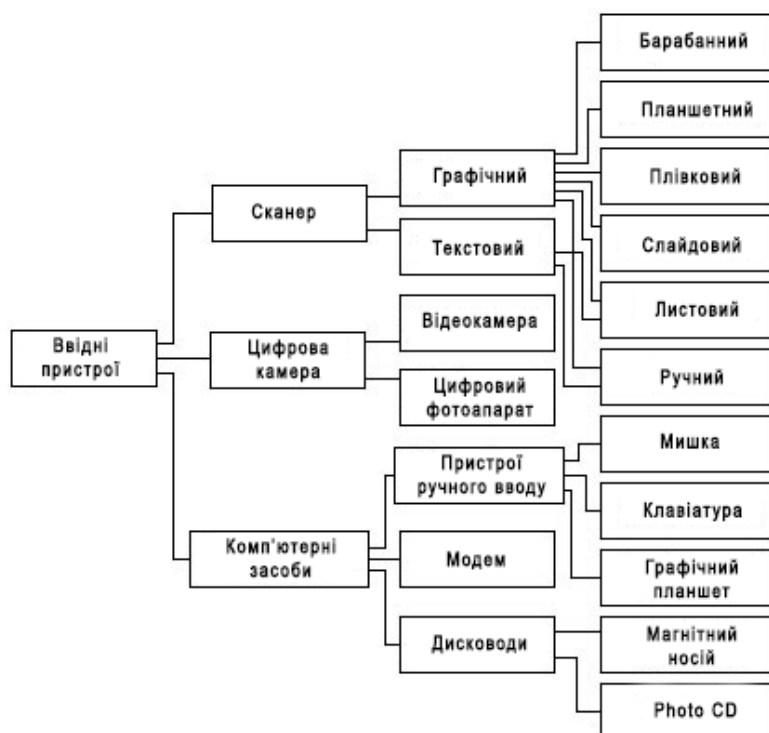 Барабанний
Планшетний
Плівковий
Слайдовий
Листовий
Ручний
Графічний
Текстовий
Сканер
Відеокамера
Цифровий
фотоапарат
Цифрова
камера
Ввідні
пристрої
Мишка
Клавіатура
Графічний
планшет
Пристрої
ручного вводу
Комп'ютерні
засоби
Модем
Дисководи
Магнітний
носій
Photo CD